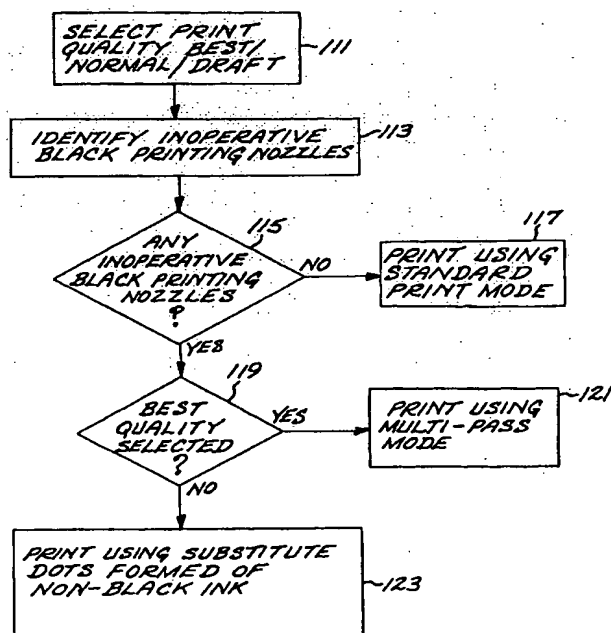 SELECT PRINT
QUALITY BEST/
NORMAL/DRAFT
111
IDENTIFY INOPERATIVE
BLACK PRINTING NOZZLES
113
115
ANY
INOPERATIVE
BLACK PRINTING
NOZZLES
?
NO
117
PRINT USING
STANDARD
PRINT MODE
YES
119
BEST
QUALITY
SELECTED
?
YES
121
PRINT USING
MULTI-PASS
MODE
NO
PRINT USING SUBSTITUTE
DOTS FORMED OF
NON-BLACK INK
123